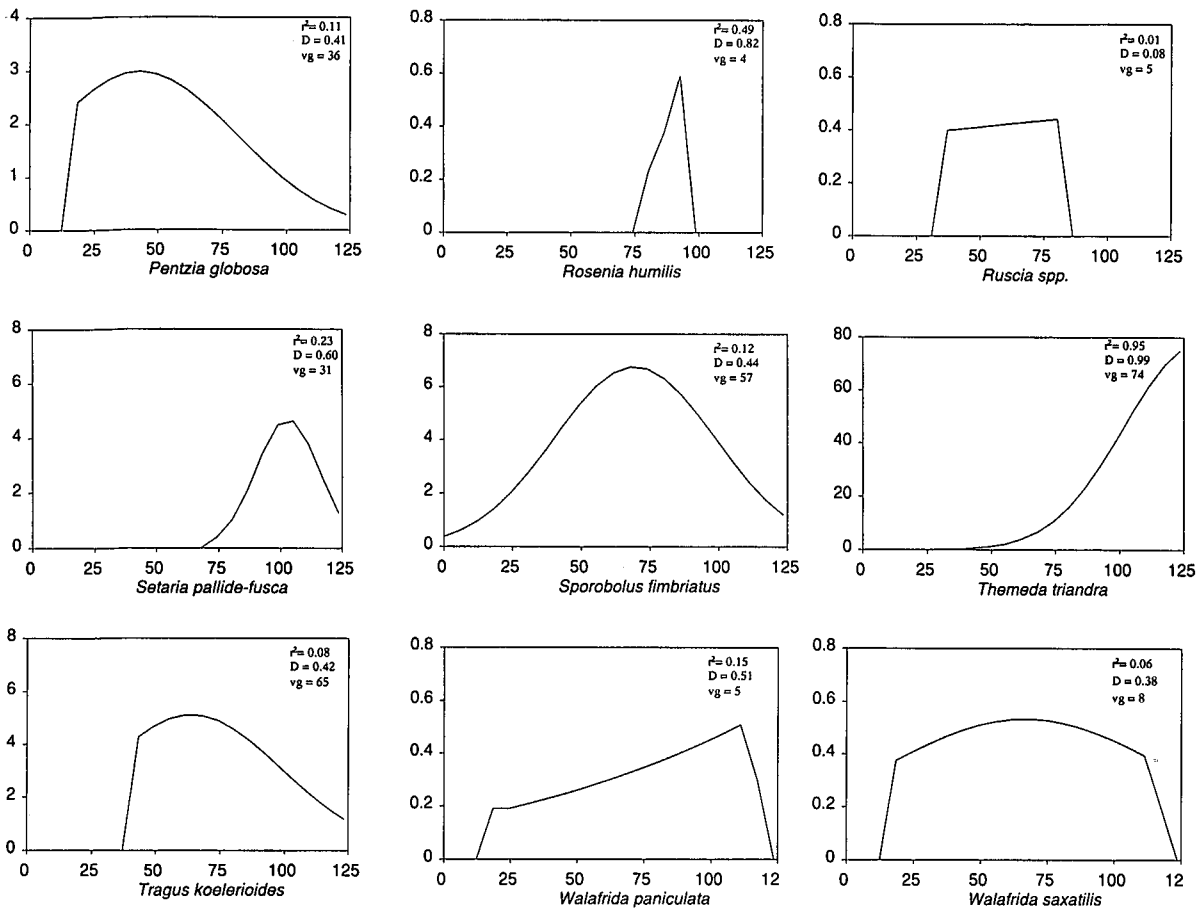 4
3
2
1
0
r²= 0.11
D = 0.41
vg = 36
0 25 50 75 100 125
Pentzia globosa
0.8
0.6
0.4
0.2
0
r²= 0.49
D = 0.82
vg = 4
0 25 50 75 100 125
Rosenia humilis
0.8
0.6
0.4
0.2
0
r²= 0.01
D = 0.08
vg = 5
0 25 50 75 100 125
Ruscia spp.
8
6
4
2
0
r²= 0.23
D = 0.60
vg = 31
0 25 50 75 100 125
Setaria pallide-fusca
8
6
4
2
0
r²= 0.12
D = 0.44
vg = 57
0 25 50 75 100 125
Sporobolus fimbriatus
80
60
40
20
0
r²= 0.95
D = 0.99
vg = 74
0 25 50 75 100 125
Themeda triandra
8
6
4
2
0
r²= 0.08
D = 0.42
vg = 65
0 25 50 75 100 125
Tragus koelerioides
0.8
0.6
0.4
0.2
0
r²= 0.15
D = 0.51
vg = 5
0 25 50 75 100 12
Walafrida paniculata
0.8
0.6
0.4
0.2
0
r²= 0.06
D = 0.38
vg = 8
0 25 50 75 100 12
Walafrida saxatilis